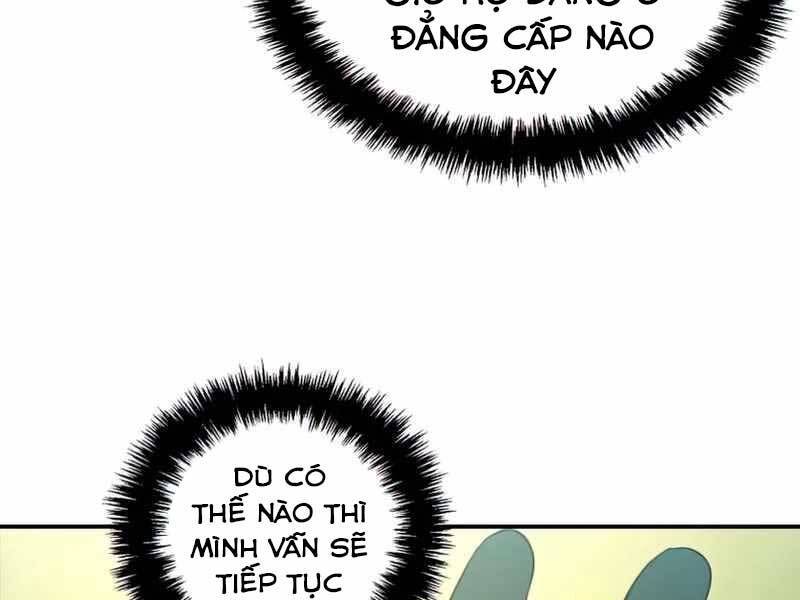 ĐẲNG CẤP NÀO
ĐÂY
DÙ CÓ
THẾ NÀO THÌ
MÌNH VẪN SẼ
TIẾP TỤC